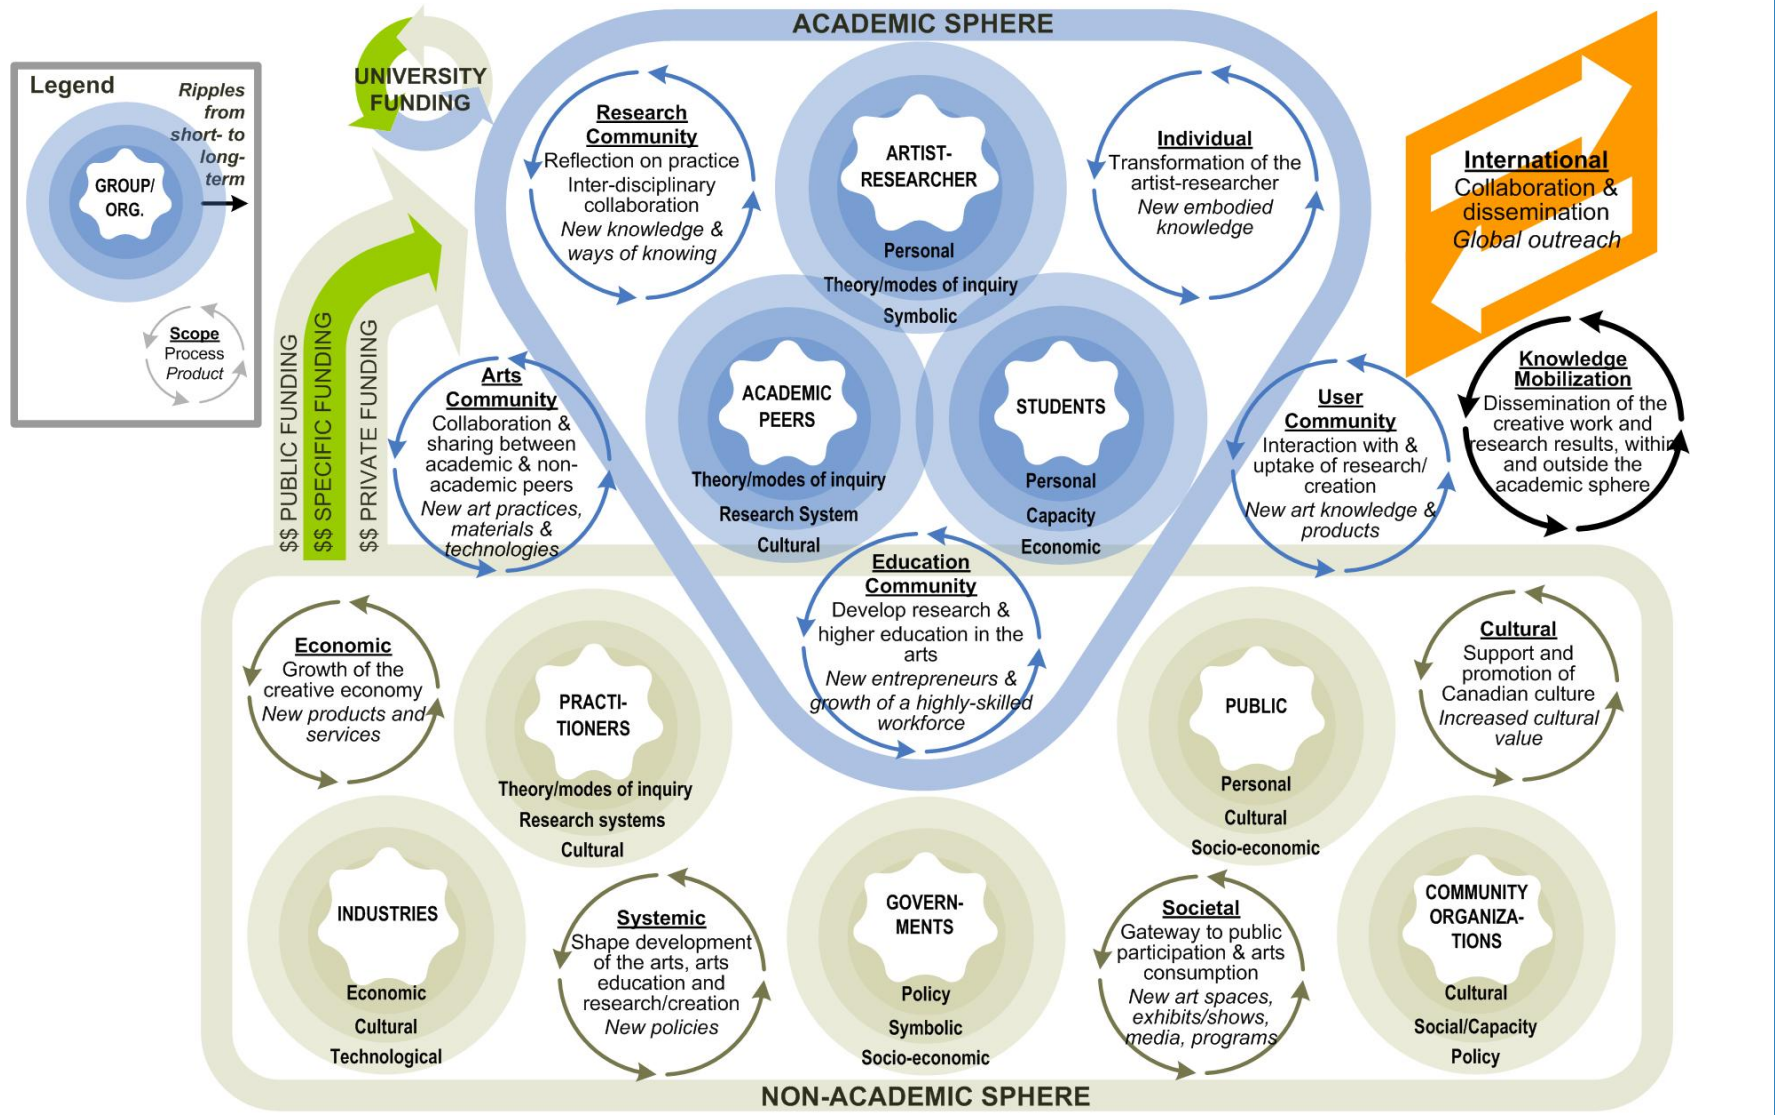 ACADEMIC SPHERE
Legend
Ripples
from
short- to
long-
term
GROUP/
ORG.
Scope
Process
Product
UNIVERSITY
FUNDING
$$ PUBLIC FUNDING
$$ SPECIFIC FUNDING
$$ PRIVATE FUNDING
Research
Community
Reflection on practice
Inter-disciplinary
collaboration
New knowledge &
ways of knowing
ARTIST-
RESEARCHER
Personal
Theory/modes of inquiry
Symbolic
Individual
Transformation of the
artist-researcher
New embodied
knowledge
International
Collaboration &
dissemination
Global outreach
Arts
Community
Collaboration &
sharing between
academic & non-
academic peers
New art practices,
materials &
technologies
ACADEMIC
PEERS
Theory/modes of inquiry
Research System
Cultural
STUDENTS
Personal
Capacity
Economic
User
Community
Interaction with &
uptake of research/
creation
New art knowledge &
products
Knowledge
Mobilization
Dissemination of the
creative work and
research results, within
and outside the
academic sphere
Education
Community
Develop research &
higher education in the
arts
New entrepreneurs &
growth of a highly-skilled
workforce
Economic
Growth of the
creative economy
New products and
services
PRACTI-
TIONERS
Theory/modes of inquiry
Research systems
Cultural
PUBLIC
Personal
Cultural
Socio-economic
Cultural
Support and
promotion of
Canadian culture
Increased cultural
value
INDUSTRIES
Economic
Cultural
Technological
Systemic
Shape development
of the arts, arts
education and
research/creation
New policies
GOVERN-
MENTS
Policy
Symbolic
Socio-economic
Societal
Gateway to public
participation & arts
consumption
New art spaces,
exhibits/shows,
media, programs
COMMUNITY
ORGANIZA-
TIONS
Cultural
Social/Capacity
Policy
NON-ACADEMIC SPHERE